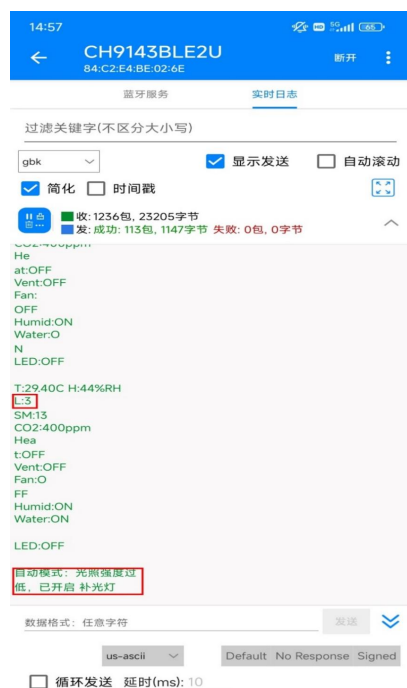 14:57
5G 65
CH9143BLE2U
84:C2:E4:BE:02:6E
断开
蓝牙服务 实时日志
过滤关键字(不区分大小写)
gbk 显示发送 自动滚动
简化 时间戳
收: 1236包, 23205字节
发: 成功: 113包, 1147字节 失败: 0包, 0字节
CO2:400ppm
He
at:OFF
Vent:OFF
Fan:
OFF
Humid:ON
Water:O
N
LED:OFF
T:29.40C H:44%RH
L:3
SM:13
CO2:400ppm
Hea
t:OFF
Vent:OFF
Fan:O
FF
Humid:ON
Water:ON
LED:OFF
自动模式：光照强度过
低，已开启 补光灯
数据格式: 任意字符 发送
us-ascii Default No Response Signed
循环发送 延时(ms): 10